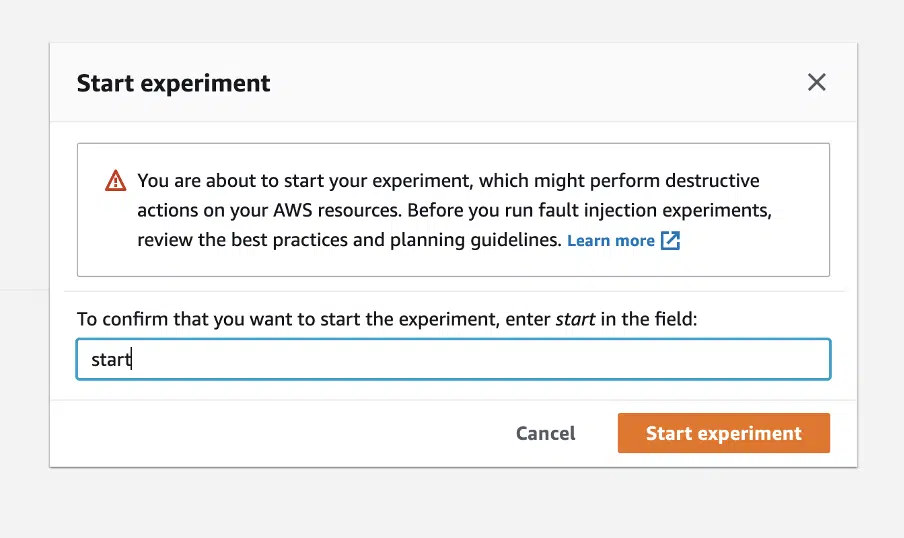 Start experiment
You are about to start your experiment, which might perform destructive
actions on your AWS resources. Before you run fault injection experiments,
review the best practices and planning guidelines. Learn more
To confirm that you want to start the experiment, enter start in the field:
start
Cancel Start experiment